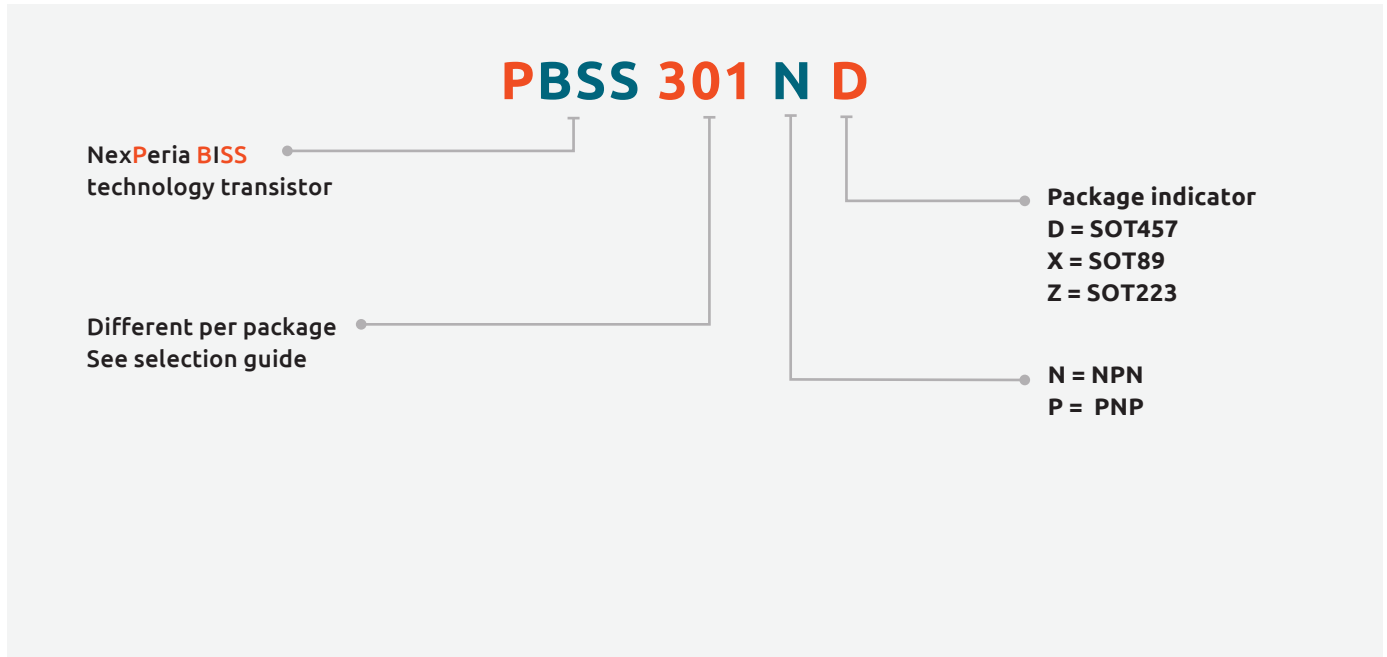 PBSS 301 N D
NexPeria BISS
technology transistor
Package indicator
D = SOT457
X = SOT89
Z = SOT223
Different per package
See selection guide
N = NPN
P = PNP